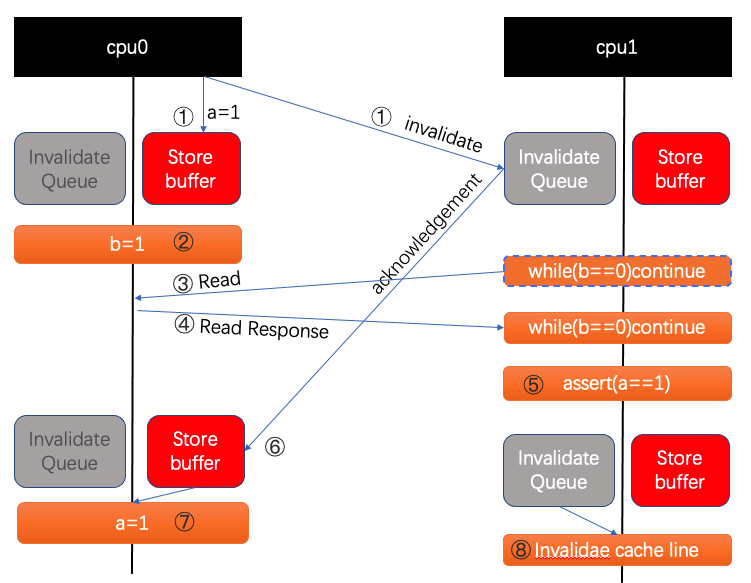 cpu0
cpu1
① a=1
① invalidate
Invalidate
Queue
Store
buffer
Invalidate
Queue
Store
buffer
acknowledgement
b=1 ②
while(b==0)continue
③ Read
④ Read Response
while(b==0)continue
⑤ assert(a==1)
Invalidate
Queue
Store
buffer
⑥
Invalidate
Queue
Store
buffer
a=1 ⑦
⑧ Invalidae cache line